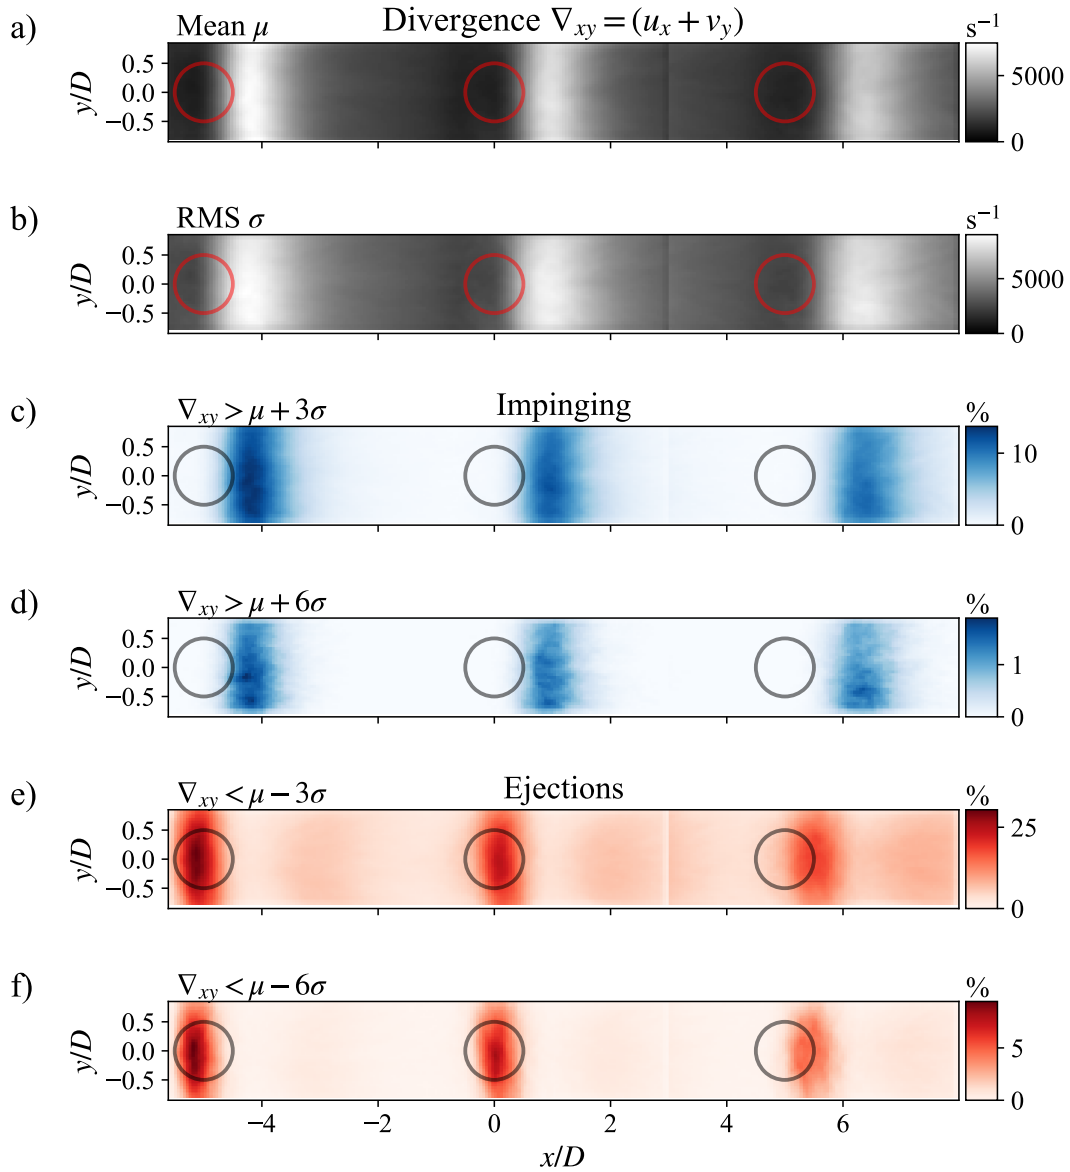 a)
Mean μ
Divergence ∇xy = (ux + vy)
s−1
y/D
0.5
0.0
−0.5
5000
0
b)
RMS σ
s−1
y/D
0.5
0.0
−0.5
5000
0
c)
∇xy > μ + 3σ
Impinging
%
y/D
0.5
0.0
−0.5
10
0
d)
∇xy > μ + 6σ
%
y/D
0.5
0.0
−0.5
1
0
e)
∇xy < μ − 3σ
Ejections
%
y/D
0.5
0.0
−0.5
25
0
f)
∇xy < μ − 6σ
%
y/D
0.5
0.0
−0.5
5
0
−4 −2 0 2 4 6
x/D